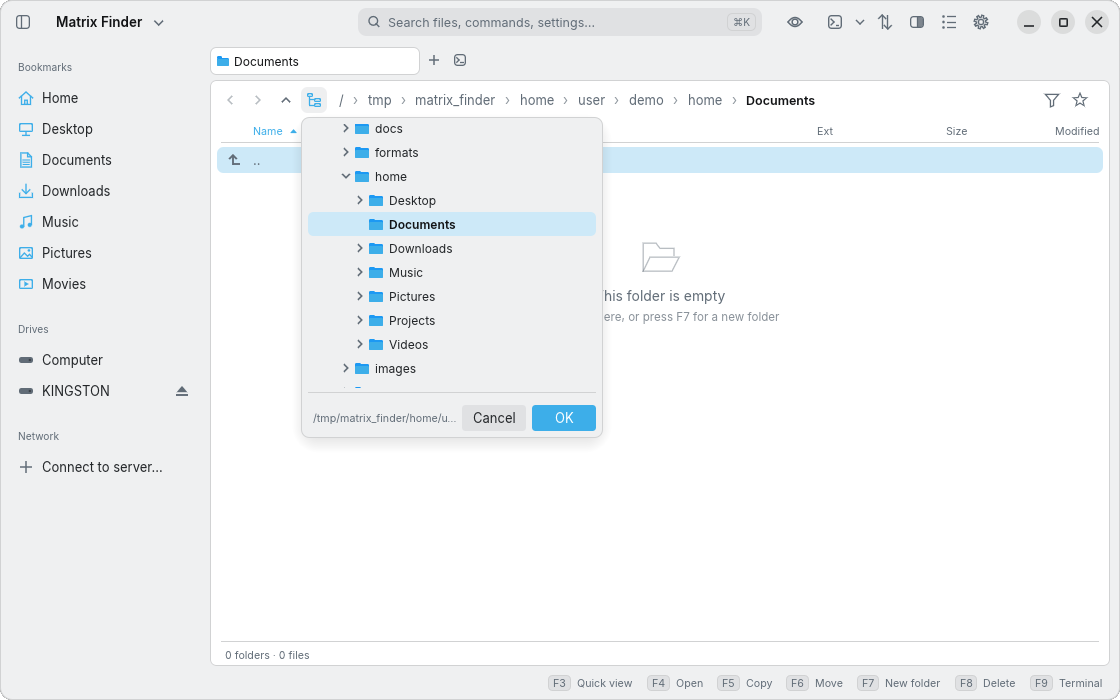 Matrix Finder
Search files, commands, settings...
⌘K
Bookmarks
Home
Desktop
Documents
Downloads
Music
Pictures
Movies
Drives
Computer
KINGSTON
Network
Connect to server...
Documents
/ › tmp › matrix_finder › home › user › demo › home › Documents
Name Ext Size Modified
..
docs
formats
home
Desktop
Documents
Downloads
Music
Pictures
Projects
Videos
images
/tmp/matrix_finder/home/u... Cancel OK
folder is empty
or press F7 for a new folder
0 folders · 0 files
F3 Quick view F4 Open F5 Copy F6 Move F7 New folder F8 Delete F9 Terminal